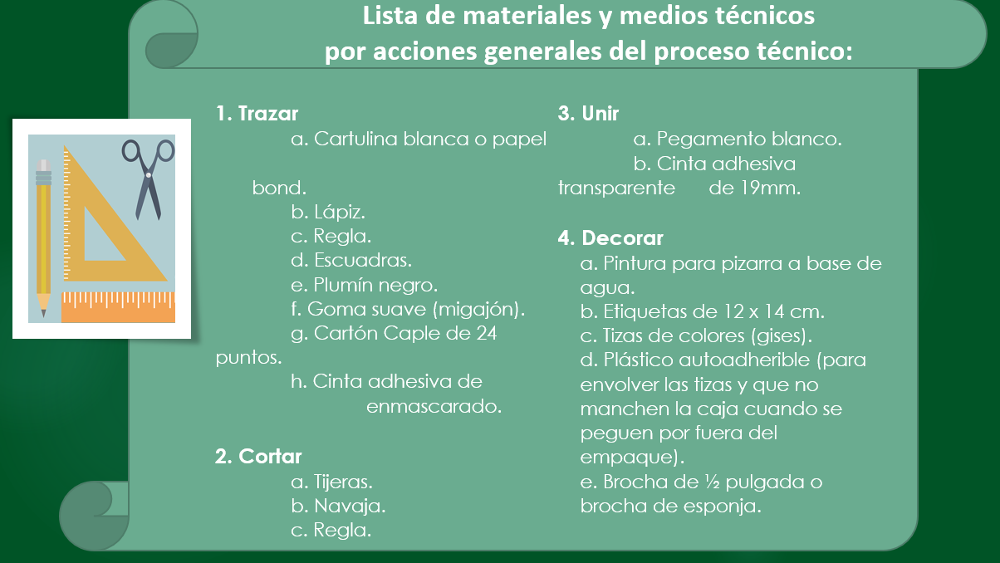 Lista de materiales y medios técnicos
por acciones generales del proceso técnico:
1. Trazar
a. Cartulina blanca o papel
bond.
b. Lápiz.
c. Regla.
d. Escuadras.
e. Plumín negro.
f. Goma suave (migajón).
g. Cartón Caple de 24
puntos.
h. Cinta adhesiva de
enmascarado.
2. Cortar
a. Tijeras.
b. Navaja.
c. Regla.
3. Unir
a. Pegamento blanco.
b. Cinta adhesiva
transparente de 19mm.
4. Decorar
a. Pintura para pizarra a base de
agua.
b. Etiquetas de 12 x 14 cm.
c. Tizas de colores (gises).
d. Plástico autoadherible (para
envolver las tizas y que no
manchen la caja cuando se
peguen por fuera del
empaque).
e. Brocha de ½ pulgada o
brocha de esponja.